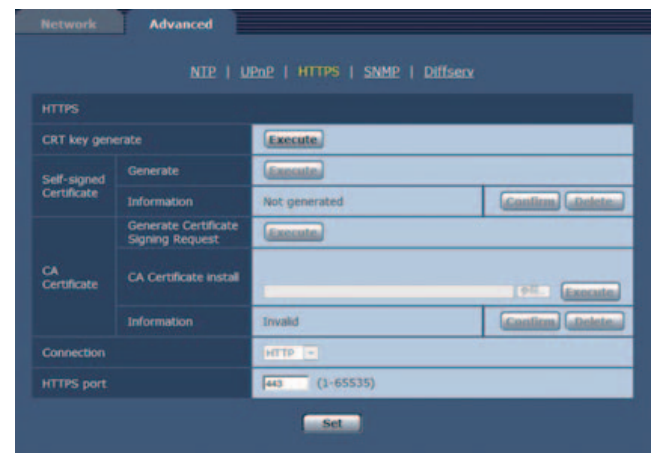 Network Advanced
NTP | UPnP | HTTPS | SNMP | Diffserv
HTTPS
CRT key generate Execute
Self-signed Certificate Generate Execute
Information Not generated Confirm Delete
CA Certificate Generate Certificate Signing Request Execute
CA Certificate install Execute
Information Invalid Confirm Delete
Connection HTTP
HTTPS port 443 (1-65535)
Set